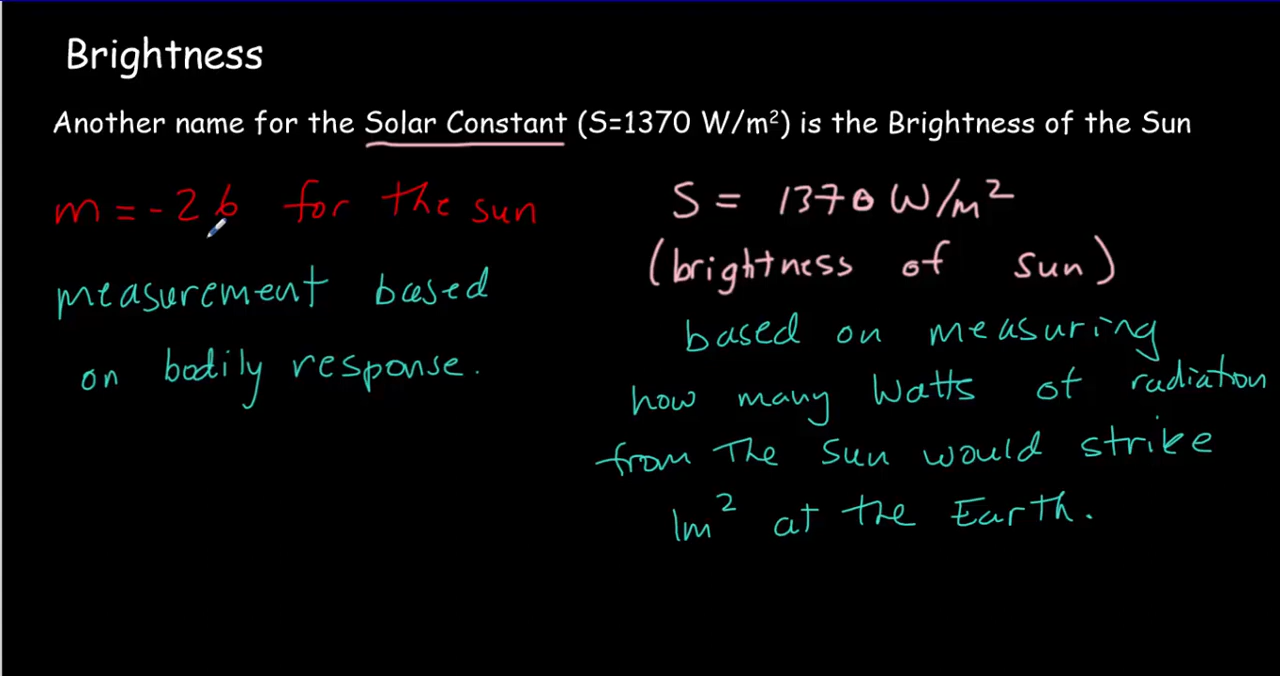 Brightness
Another name for the Solar Constant (S=1370 W/m²) is the Brightness of the Sun
m = -26 for the sun
measurement based
on bodily response.
S = 1370 W/m²
(brightness of sun)
based on measuring
how many Watts of radiation
from The Sun would strike
1m² at the Earth.